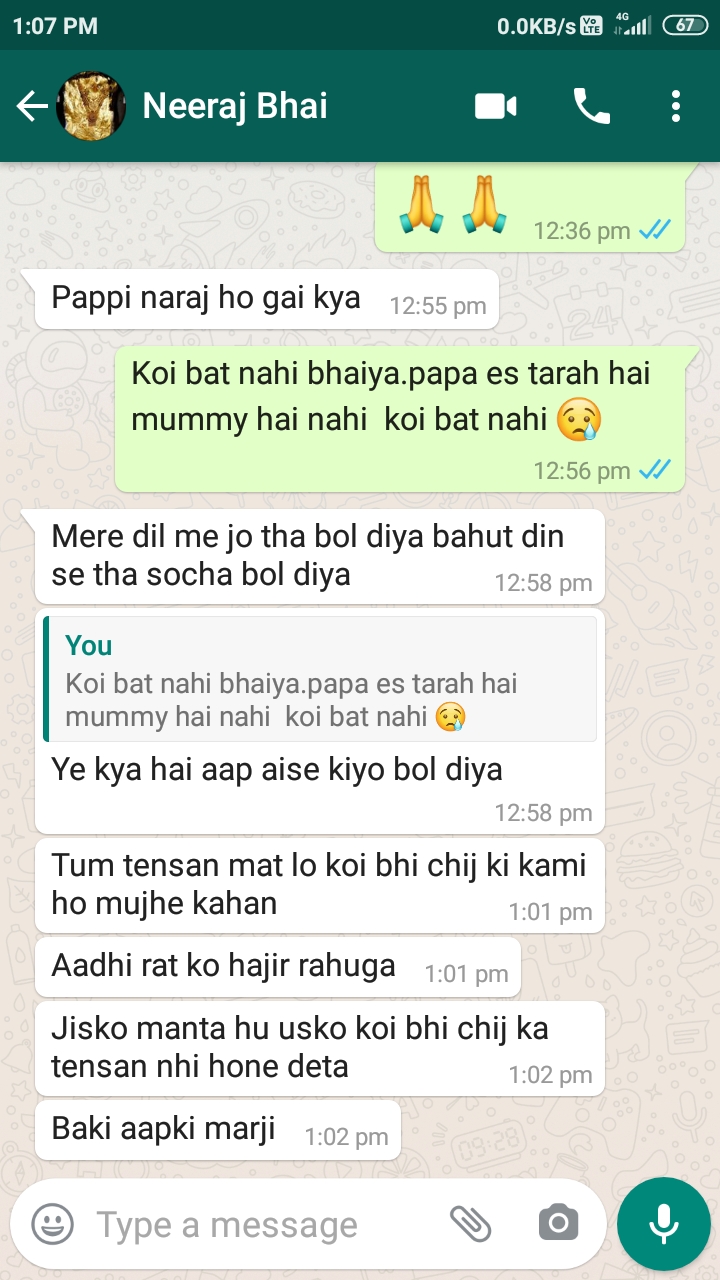 1:07 PM
0.0KB/s Vo LTE 4G 67
Neeraj Bhai
🙏 🙏 12:36 pm
Pappi naraj ho gai kya 12:55 pm
Koi bat nahi bhaiya.papa es tarah hai
mummy hai nahi  koi bat nahi 😢
12:56 pm
Mere dil me jo tha bol diya bahut din
se tha socha bol diya 12:58 pm
You
Koi bat nahi bhaiya.papa es tarah hai
mummy hai nahi  koi bat nahi 😢
Ye kya hai aap aise kiyo bol diya
12:58 pm
Tum tensan mat lo koi bhi chij ki kami
ho mujhe kahan 1:01 pm
Aadhi rat ko hajir rahuga 1:01 pm
Jisko manta hu usko koi bhi chij ka
tensan nhi hone deta 1:02 pm
Baki aapki marji 1:02 pm
Type a message